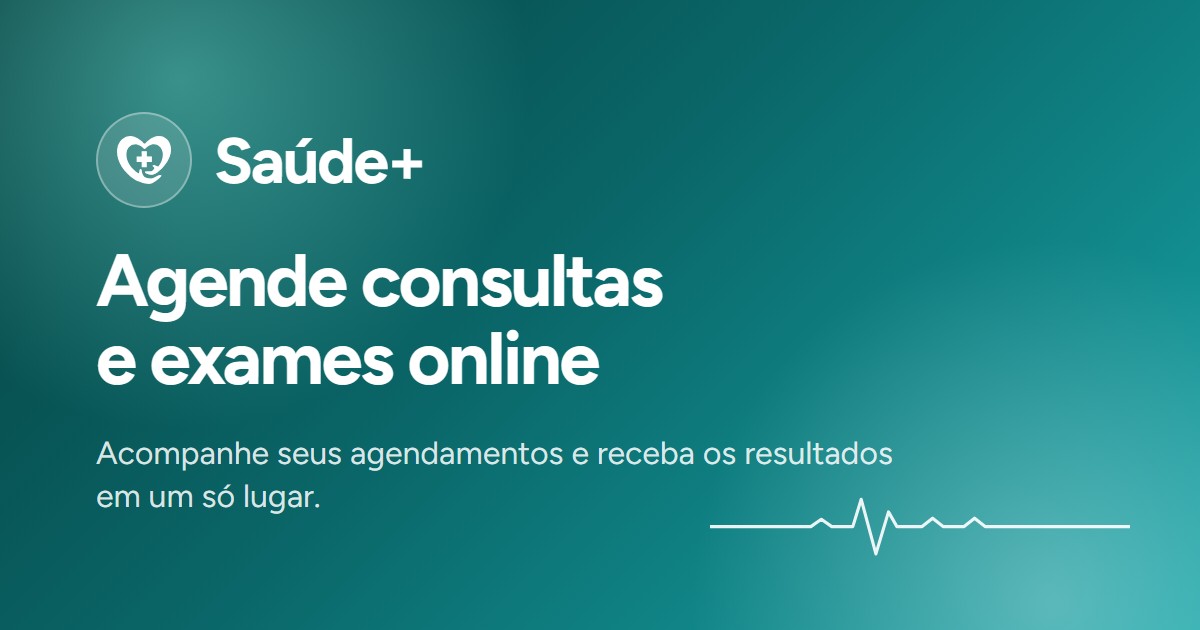 Saúde+
Agende consultas
e exames online
Acompanhe seus agendamentos e receba os resultados
em um só lugar.